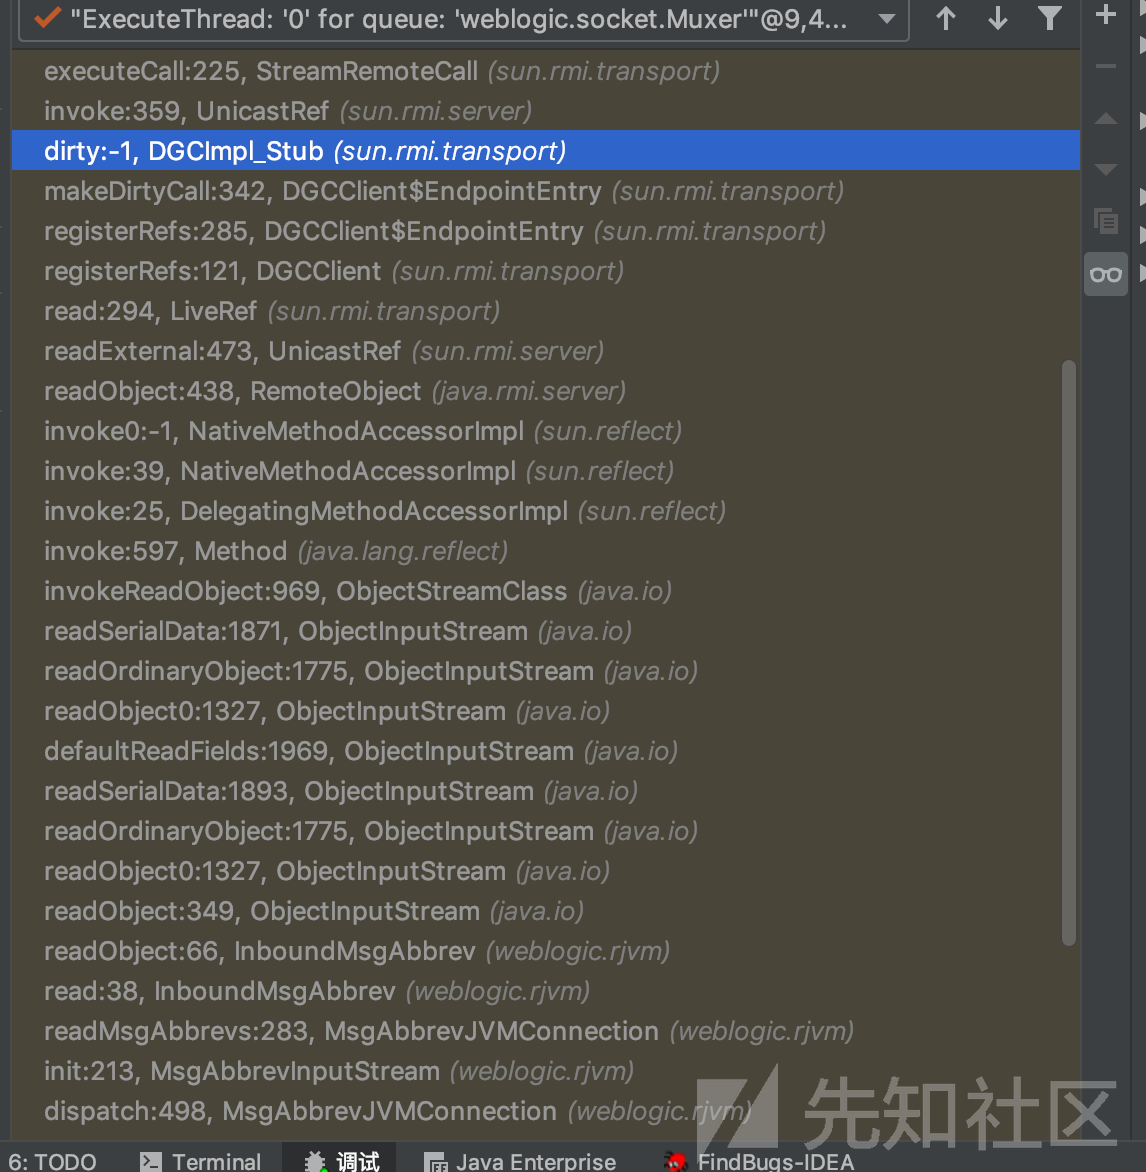 "ExecuteThread: '0' for queue: 'weblogic.socket.Muxer'"@9,4...
executeCall:225, StreamRemoteCall (sun.rmi.transport)
invoke:359, UnicastRef (sun.rmi.server)
dirty:-1, DGCImpl_Stub (sun.rmi.transport)
makeDirtyCall:342, DGCClient$EndpointEntry (sun.rmi.transport)
registerRefs:285, DGCClient$EndpointEntry (sun.rmi.transport)
registerRefs:121, DGCClient (sun.rmi.transport)
read:294, LiveRef (sun.rmi.transport)
readExternal:473, UnicastRef (sun.rmi.server)
readObject:438, RemoteObject (java.rmi.server)
invoke0:-1, NativeMethodAccessorImpl (sun.reflect)
invoke:39, NativeMethodAccessorImpl (sun.reflect)
invoke:25, DelegatingMethodAccessorImpl (sun.reflect)
invoke:597, Method (java.lang.reflect)
invokeReadObject:969, ObjectStreamClass (java.io)
readSerialData:1871, ObjectInputStream (java.io)
readOrdinaryObject:1775, ObjectInputStream (java.io)
readObject0:1327, ObjectInputStream (java.io)
defaultReadFields:1969, ObjectInputStream (java.io)
readSerialData:1893, ObjectInputStream (java.io)
readOrdinaryObject:1775, ObjectInputStream (java.io)
readObject0:1327, ObjectInputStream (java.io)
readObject:349, ObjectInputStream (java.io)
readObject:66, InboundMsgAbbrev (weblogic.rjvm)
read:38, InboundMsgAbbrev (weblogic.rjvm)
readMsgAbbrevs:283, MsgAbbrevJVMConnection (weblogic.rjvm)
init:213, MsgAbbrevInputStream (weblogic.rjvm)
dispatch:498, MsgAbbrevJVMConnection (weblogic.rjvm)
先知社区
6: TODO Terminal 调试 Java Enterprise FindBugs-IDEA